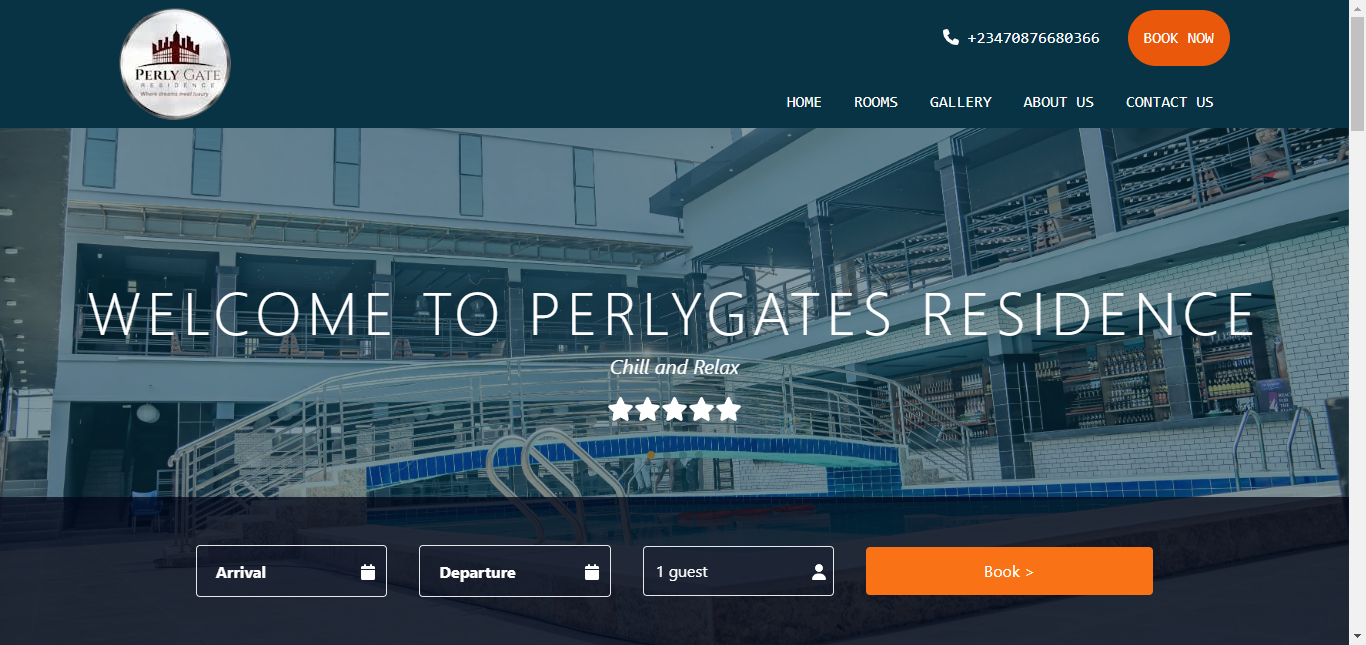 PERLY GATE
RESIDENCE
Where dreams meet luxury
+23470876680366
BOOK NOW
HOME
ROOMS
GALLERY
ABOUT US
CONTACT US
WELCOME TO PERLYGATES RESIDENCE
Chill and Relax
Arrival
Departure
1 guest
Book >